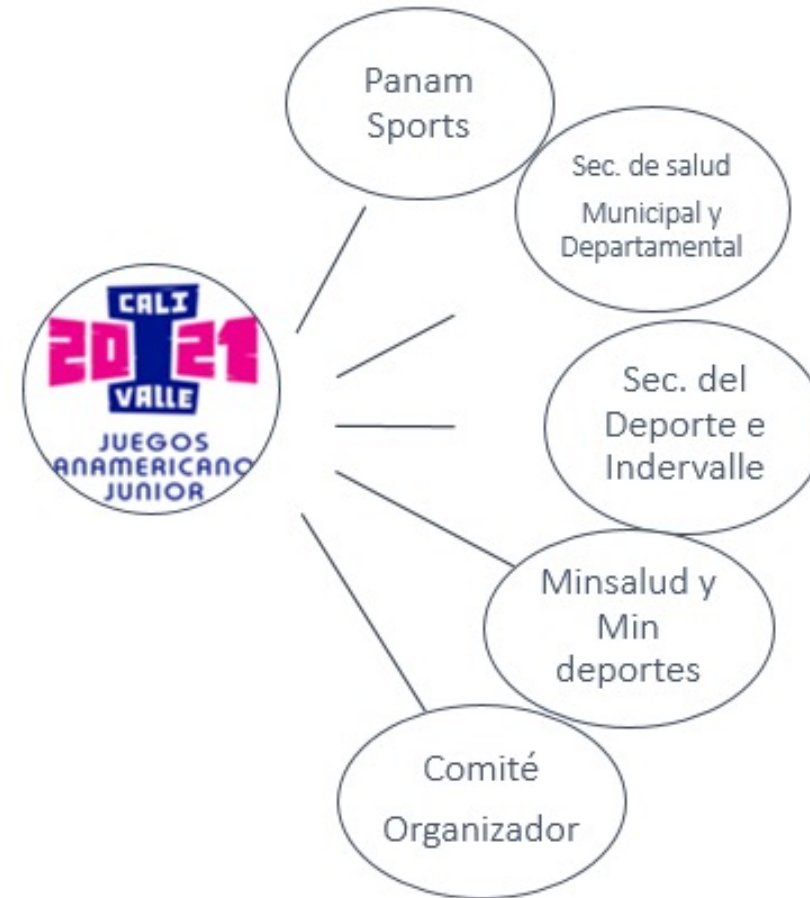 Panam
Sports
Sec. de salud
Municipal y
Departamental
CALI
2021
VALLE
JUEGOS
ANAMERICANO
JUNIOR
Sec. del
Deporte e
Indervalle
Minsalud y
Min
deportes
Comité
Organizador